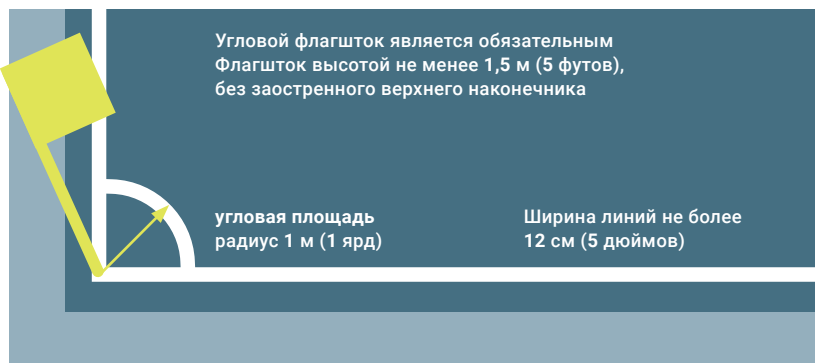 Угловой флагшток является обязательным
Флагшток высотой не менее 1,5 м (5 футов),
без заостренного верхнего наконечника
угловая площадь
радиус 1 м (1 ярд)
Ширина линий не более
12 см (5 дюймов)